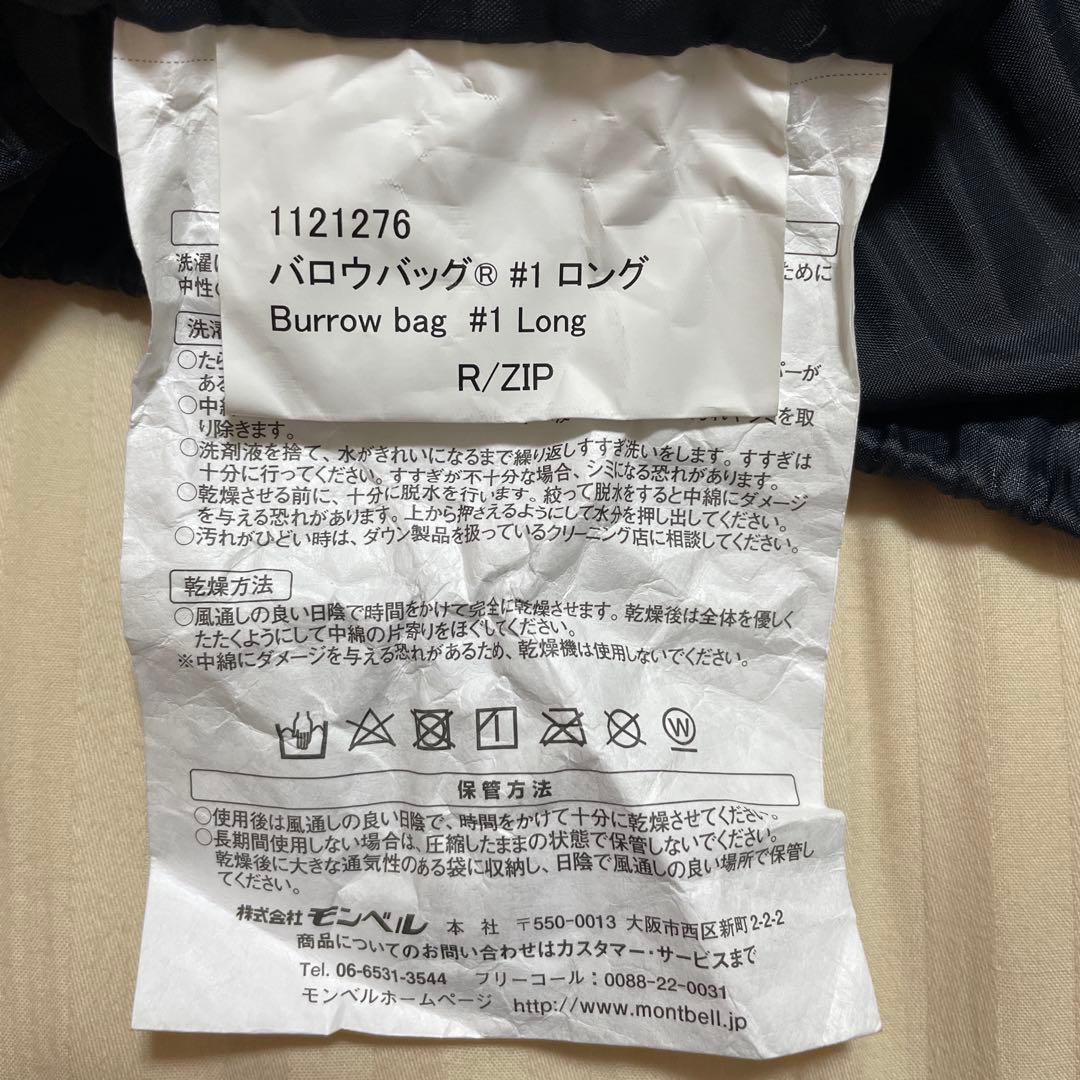 1121276
バロウバッグ® #1 ロング
Burrow bag #1 Long
R/ZIP
洗濯
ために
中性
洗濯
○たら
パーが
ある
○中綿
を取
り除きます。
○洗剤液を捨て、水がきれいになるまで繰り返しすすぎ洗いをします。すすぎは
十分に行ってください。すすぎが不十分な場合、シミになる恐れがあります。
○乾燥させる前に、十分に脱水を行います。絞って脱水をすると中綿にダメージ
を与える恐れがあります。上から押さえるようにして水分を押し出してください。
○汚れがひどい時は、ダウン製品を扱っているクリーニング店に相談してください。
乾燥方法
○風通しの良い日陰で時間をかけて完全に乾燥させます。乾燥後は全体を優しく
たたくようにして中綿の片寄りをほぐしてください。
※中綿にダメージを与える恐れがあるため、乾燥機は使用しないでください。
W
保管方法
○使用後は風通しの良い日陰で、時間をかけて十分に乾燥させてください。
○長期間使用しない場合は、圧縮したままの状態で保管しないでください。
乾燥後に大きな通気性のある袋に収納し、日陰で風通しの良い場所で保管し
てください。
株式会社 モンベル 本 社 〒550-0013 大阪市西区新町2-2-2
商品についてのお問い合わせはカスタマー・サービスまで
Tel. 06-6531-3544 フリーコール：0088-22-0031
モンベルホームページ http://www.montbell.jp